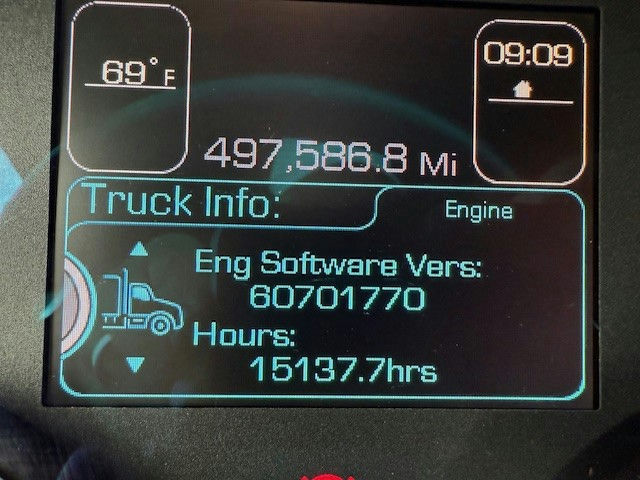 69°F
09:09
497,586.8 Mi
Truck Info:
Engine
Eng Software Vers:
60701770
Hours:
15137.7hrs